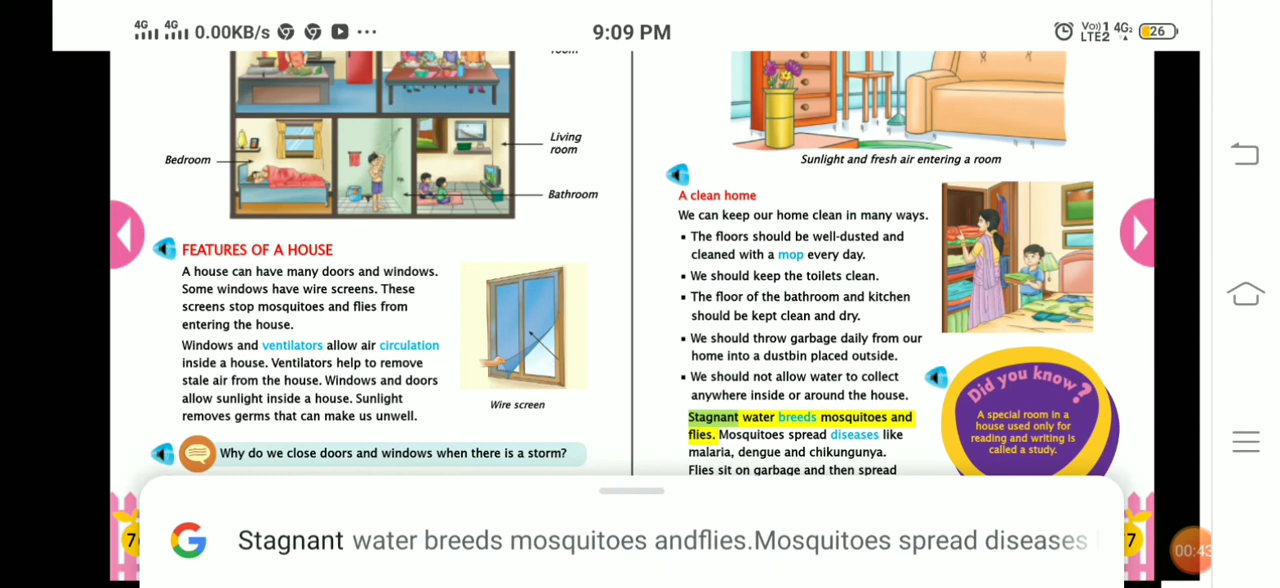 4G 4G 0.00KB/s
9:09 PM
Vo)) 1 4G2
LTE2
26
room
Bedroom
Living
room
Bathroom
FEATURES OF A HOUSE
A house can have many doors and windows.
Some windows have wire screens. These
screens stop mosquitoes and flies from
entering the house.
Windows and ventilators allow air circulation
inside a house. Ventilators help to remove
stale air from the house. Windows and doors
allow sunlight inside a house. Sunlight
removes germs that can make us unwell.
Wire screen
Why do we close doors and windows when there is a storm?
Sunlight and fresh air entering a room
A clean home
We can keep our home clean in many ways.
▪ The floors should be well-dusted and
cleaned with a mop every day.
▪ We should keep the toilets clean.
▪ The floor of the bathroom and kitchen
should be kept clean and dry.
▪ We should throw garbage daily from our
home into a dustbin placed outside.
▪ We should not allow water to collect
anywhere inside or around the house.
Stagnant water breeds mosquitoes and
flies. Mosquitoes spread diseases like
malaria, dengue and chikungunya.
Flies sit on garbage and then spread
Did you know?
A special room in a
house used only for
reading and writing is
called a study.
7
7
Stagnant water breeds mosquitoes andflies.Mosquitoes spread diseases
00:43